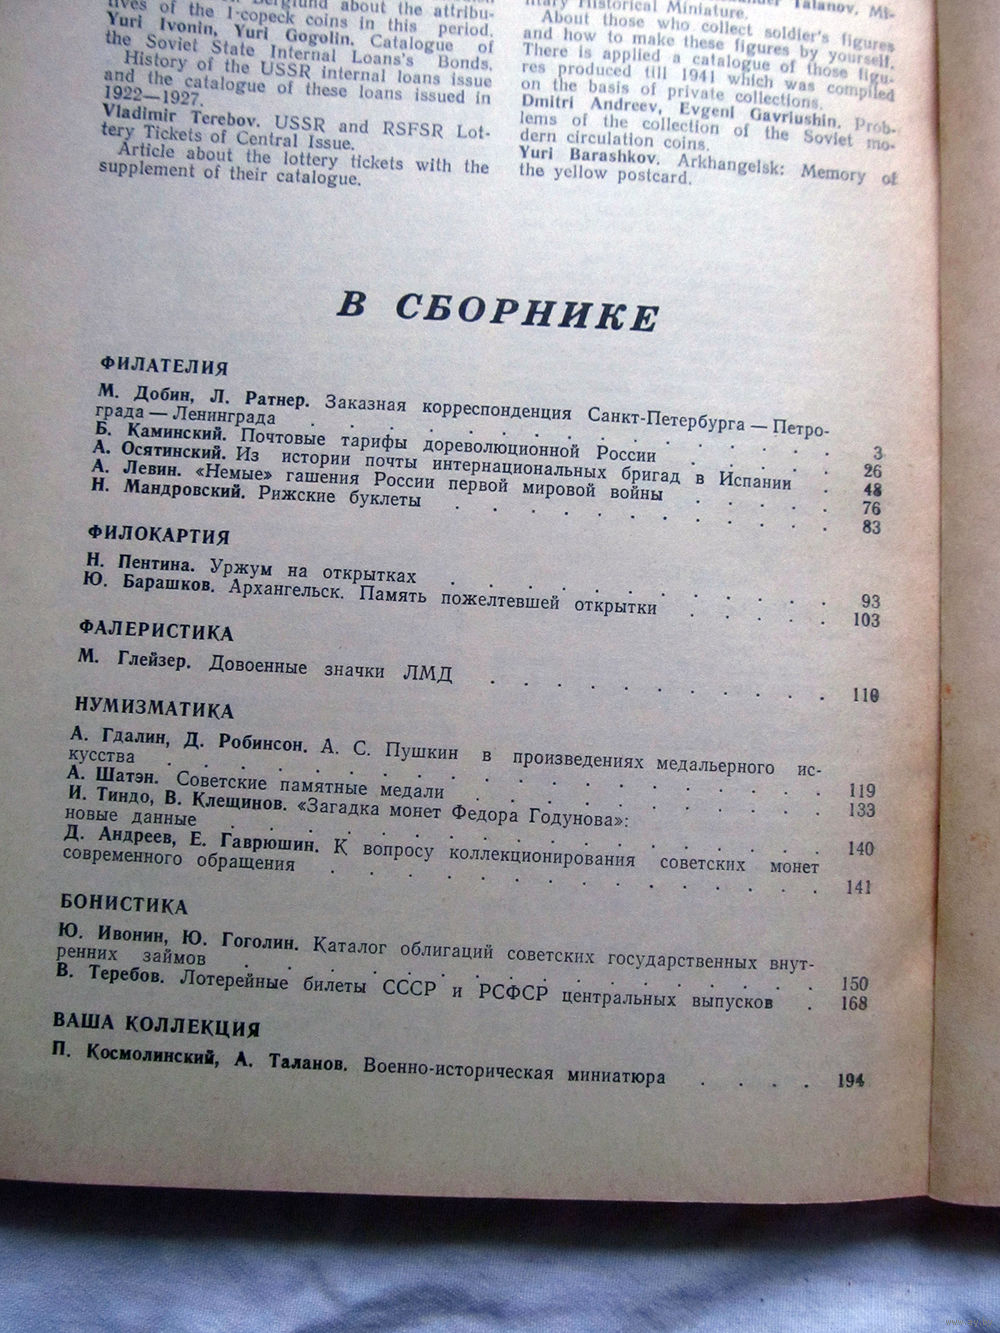 tives of the 1-copeck coins in this period.
Yuri Ivonin, Yuri Gogolin. Catalogue of
the Soviet State Internal Loans's Bonds.
History of the USSR internal loans issue
and the catalogue of these loans issued in
1922—1927.
Vladimir Terebov. USSR and RSFSR Lot-
tery Tickets of Central Issue.
Article about the lottery tickets with the
supplement of their catalogue.
Talanov. Mi-
litary Historical Miniature.
About those who collect soldier's figures
and how to make these figures by yourself.
There is applied a catalogue of those figu-
res produced till 1941 which was compiled
on the basis of private collections.
Dmitri Andreev, Evgeni Gavriushin. Prob-
lems of the collection of the Soviet mo-
dern circulation coins.
Yuri Barashkov. Arkhangelsk: Memory of
the yellow postcard.
В СБОРНИКЕ
ФИЛАТЕЛИЯ
М. Добин, Л. Ратнер. Заказная корреспонденция Санкт-Петербурга — Петро-
града — Ленинграда . . . . . . . . . . . . 3
Б. Каминский. Почтовые тарифы дореволюционной России . . . . 26
А. Осятинский. Из истории почты интернациональных бригад в Испании . 48
А. Левин. «Немые» гашения России первой мировой войны . . . . 76
Н. Мандровский. Рижские буклеты . . . . . . . . . 83
ФИЛОКАРТИЯ
Н. Пентина. Уржум на открытках . . . . . . . . . 93
Ю. Барашков. Архангельск. Память пожелтевшей открытки . . . . 103
ФАЛЕРИСТИКА
М. Глейзер. Довоенные значки ЛМД . . . . . . . . 110
НУМИЗМАТИКА
А. Гдалин, Д. Робинсон. А. С. Пушкин в произведениях медальерного ис-
кусства . . . . . . . . . . . . . . 119
А. Шатэн. Советские памятные медали . . . . . . . . 133
И. Тиндо, В. Клещинов. «Загадка монет Федора Годунова»:
новые данные . . . . . . . . . . . . . 140
Д. Андреев, Е. Гаврюшин. К вопросу коллекционирования советских монет
современного обращения . . . . . . . . . . . 141
БОНИСТИКА
Ю. Ивонин, Ю. Гоголин. Каталог облигаций советских государственных внут-
ренних займов . . . . . . . . . . . . . 150
В. Теребов. Лотерейные билеты СССР и РСФСР центральных выпусков . 168
ВАША КОЛЛЕКЦИЯ
П. Космолинский, А. Таланов. Военно-историческая миниатюра . . . . 194